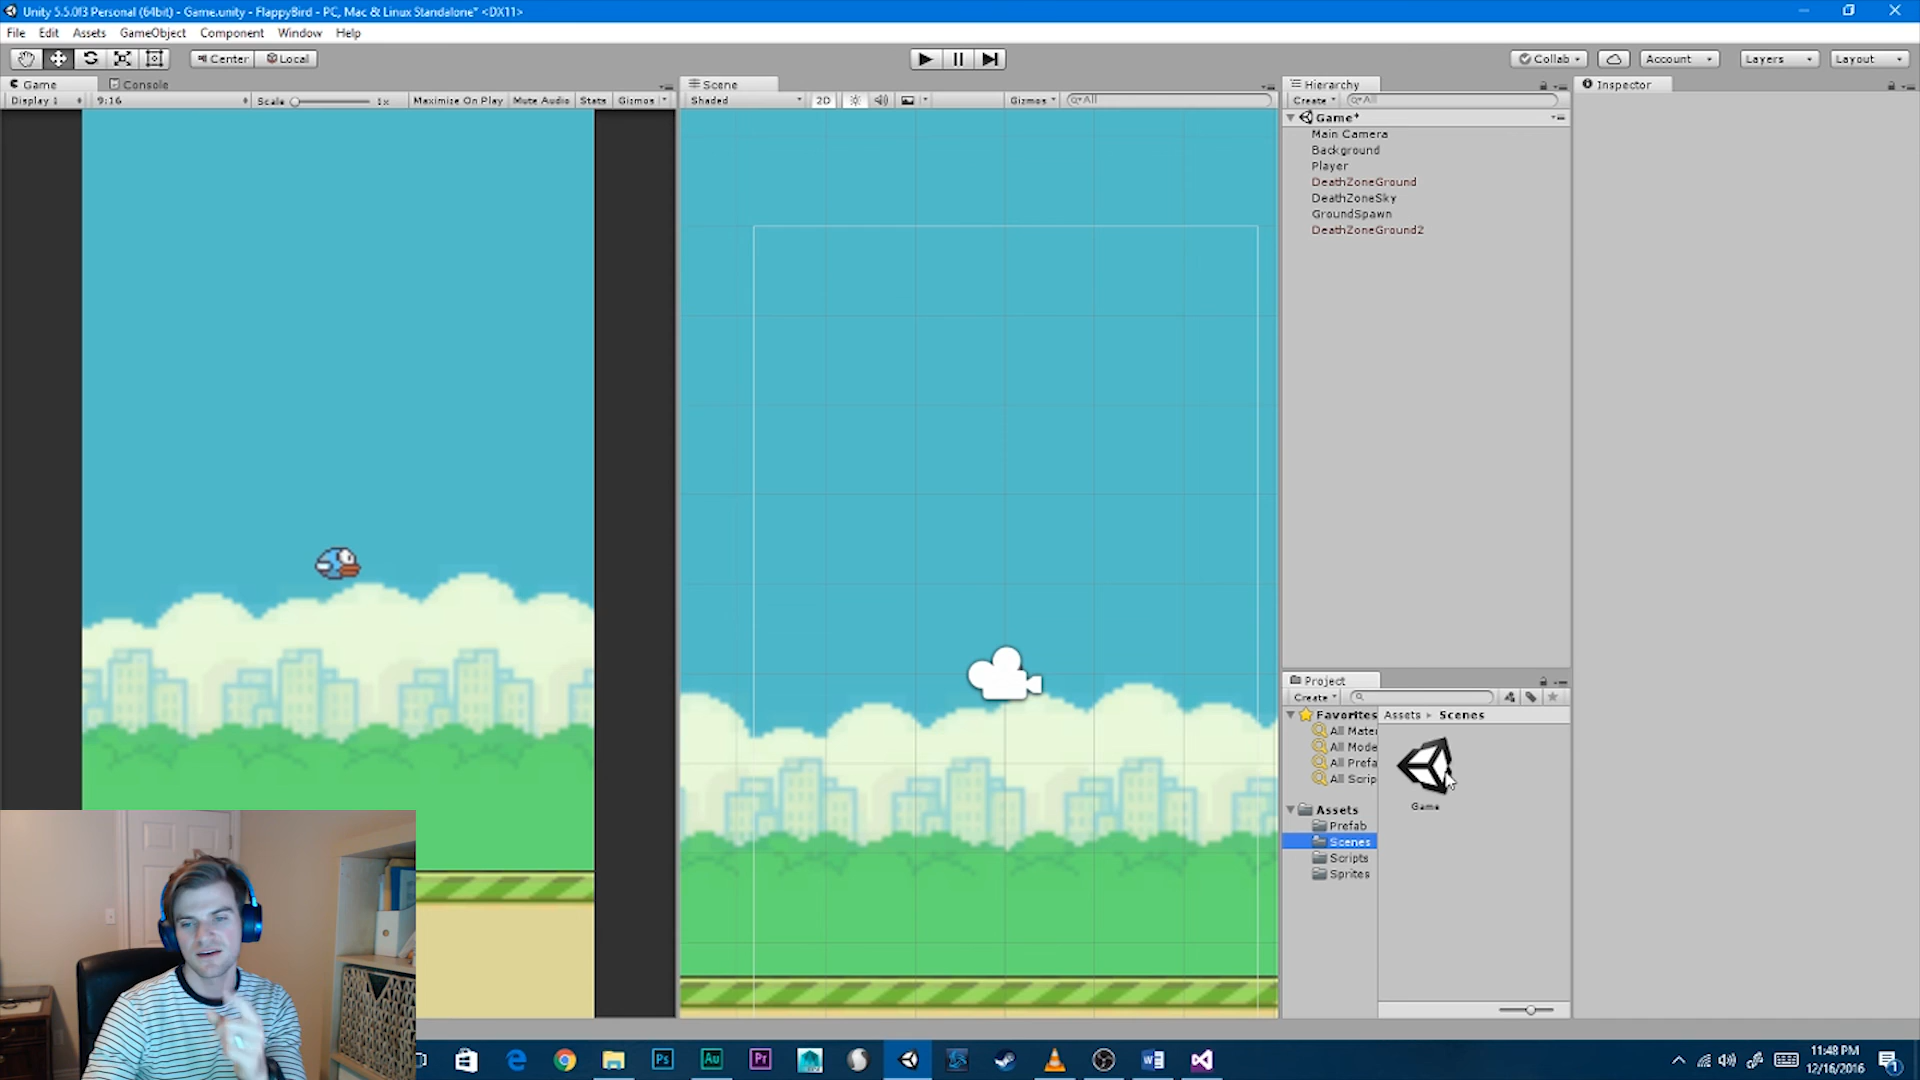 Unity 5.5.0f3 Personal (64bit) - Game.unity - FlappyBird - PC, Mac & Linux Standalone* <DX11>
File Edit Assets GameObject Component Window Help
Center Local Collab Account Layers Layout
Game Console
Display 1 9:16 Scale 1x Maximize On Play Mute Audio Stats Gizmos
Scene
Shaded 2D Gizmos All
Hierarchy
Create All
Game*
Main Camera
Background
Player
DeathZoneGround
DeathZoneSky
GroundSpawn
DeathZoneGround2
Inspector
Project
Create
Favorites
All Mate
All Mode
All Prefa
All Scrip
Assets
Prefab
Scenes
Scripts
Sprites
Assets Scenes
Game
Ps Au Pr
11:48 PM
12/16/2016
1